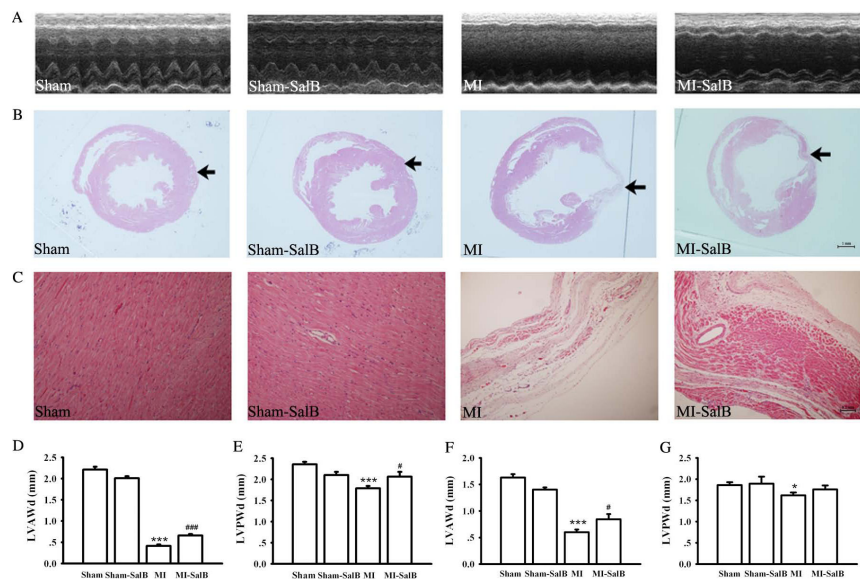 A
Sham
Sham-SalB
MI
MI-SalB
B
Sham
Sham-SalB
MI
MI-SalB
1 mm
C
Sham
Sham-SalB
MI
MI-SalB
D
LVAWd (mm)
2.5
2.0
1.5
1.0
.5
0.0
***
###
Sham Sham-SalB MI MI-SalB
E
LVPWd (mm)
2.5
2.0
1.5
1.0
.5
0.0
***
#
Sham Sham-SalB MI MI-SalB
F
LVAWd (mm)
2.0
1.5
1.0
.5
0.0
***
#
Sham Sham-SalB MI MI-SalB
G
LVPWd (mm)
2.5
2.0
1.5
1.0
.5
0.0
*
Sham Sham-SalB MI MI-SalB